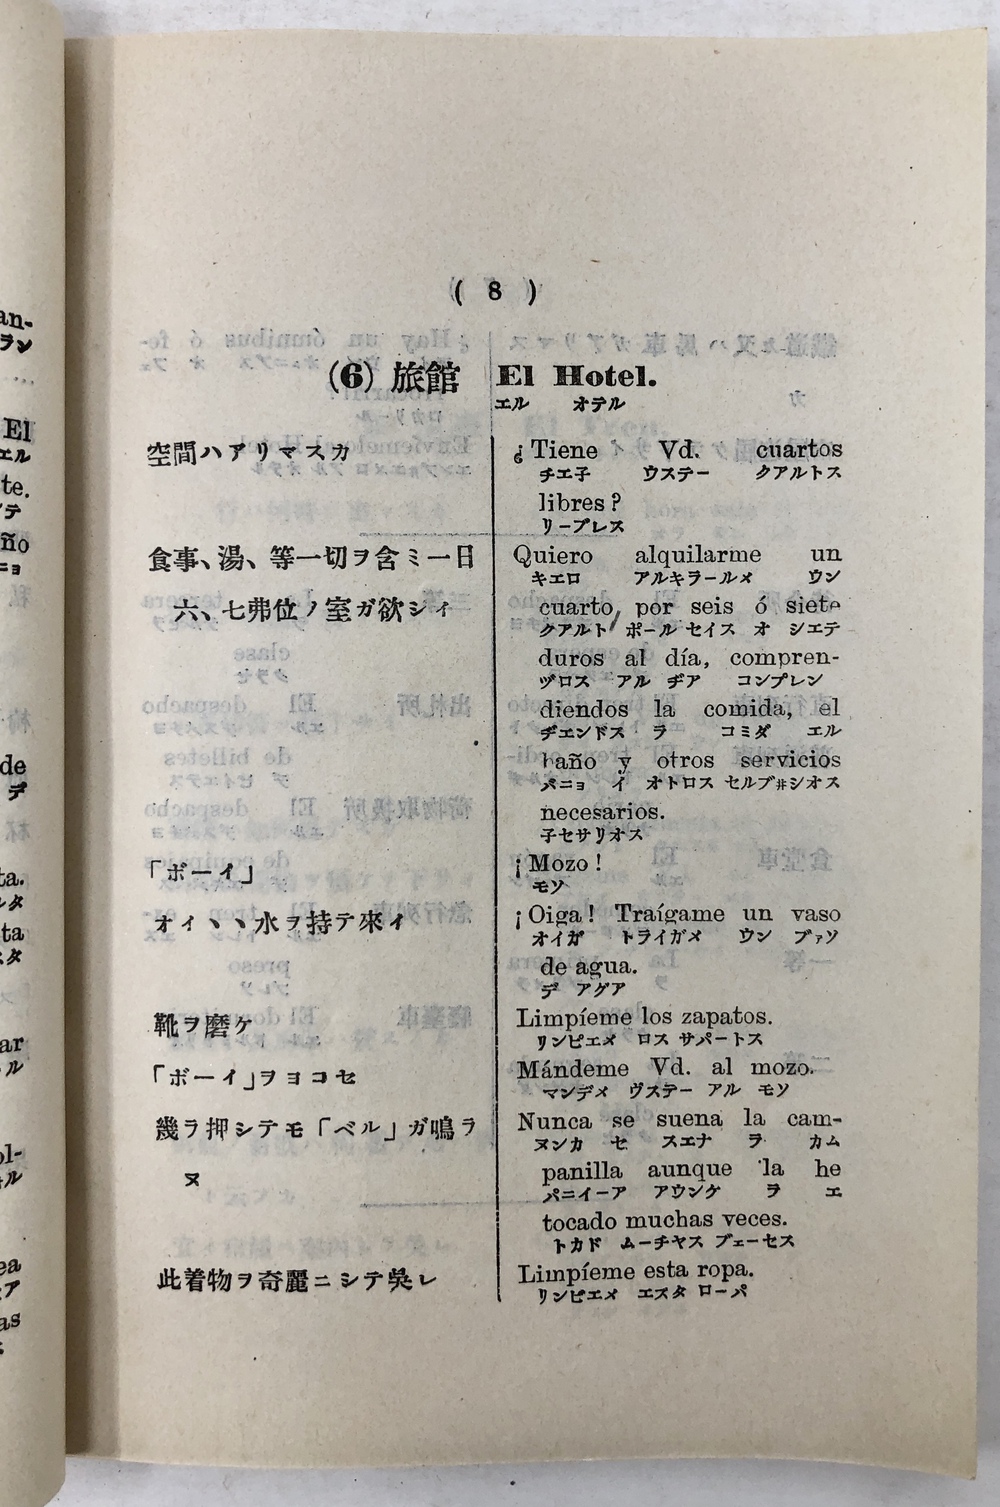 ( 8 )
(6) 旅館 El Hotel.
エル オテル
空間ハアリマスカ
¿Tiene Vd. cuartos
チエ子 ウステー クアルトス
libres?
リーブレス
食事、湯、等一切ヲ含ミ一日
六、七弗位ノ室ガ欲シイ
Quiero alquilarme un
キエロ アルキラールメ ウン
cuarto, por seis ó siete
クアルト ポール セイス オ シエテ
duros al día, compren-
ヅロス アル ヂア コンプレン
diendos la comida, el
ヂエンドス ラ コミダ エル
baño y otros servicios
バニョ イ オトロス セルブヰシオス
necesarios.
子セサリオス
「ボーイ」
¡Mozo!
モソ
オイヽヽ水ヲ持テ來イ
¡Oiga! Traígame un vaso
オイガ トライガメ ウン ブァソ
de agua.
デ アグア
靴ヲ磨ケ
Limpíeme los zapatos.
リンピエメ ロス サパートス
「ボーイ」ヲヨコセ
Mándeme Vd. al mozo.
マンデメ ヴステー アル モソ
幾ラ押シテモ「ベル」ガ鳴ラ
ヌ
Nunca se suena la cam-
ヌンカ セ スエナ ラ カム
panilla aunque la he
パニイーア アウンケ ラ エ
tocado muchas veces.
トカド ムーチヤス ブェーセス
此着物ヲ奇麗ニシテ吳レ
Limpíeme esta ropa.
リンピエメ エスタ ローパ